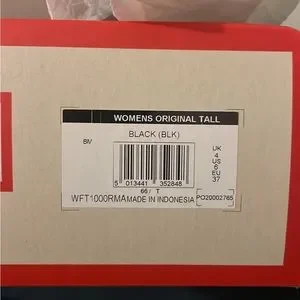 WOMENS ORIGINAL TALL
BLACK (BLK)
BIV
UK
4
US
6
EU
37
5 013441 352848
66/ T
WFT1000RMA MADE IN INDONESIA
PO20002765